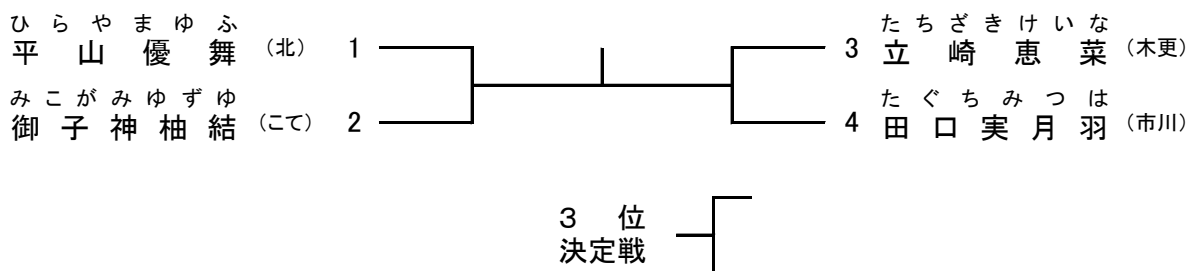 ひらやまゆふ
平山優舞 (北) 1
みこがみゆずゆ
御子神柚結 (こて) 2
たちざきけいな
3 立崎恵菜 (木更)
たぐちみつは
4 田口実月羽 (市川)
3位
決定戦